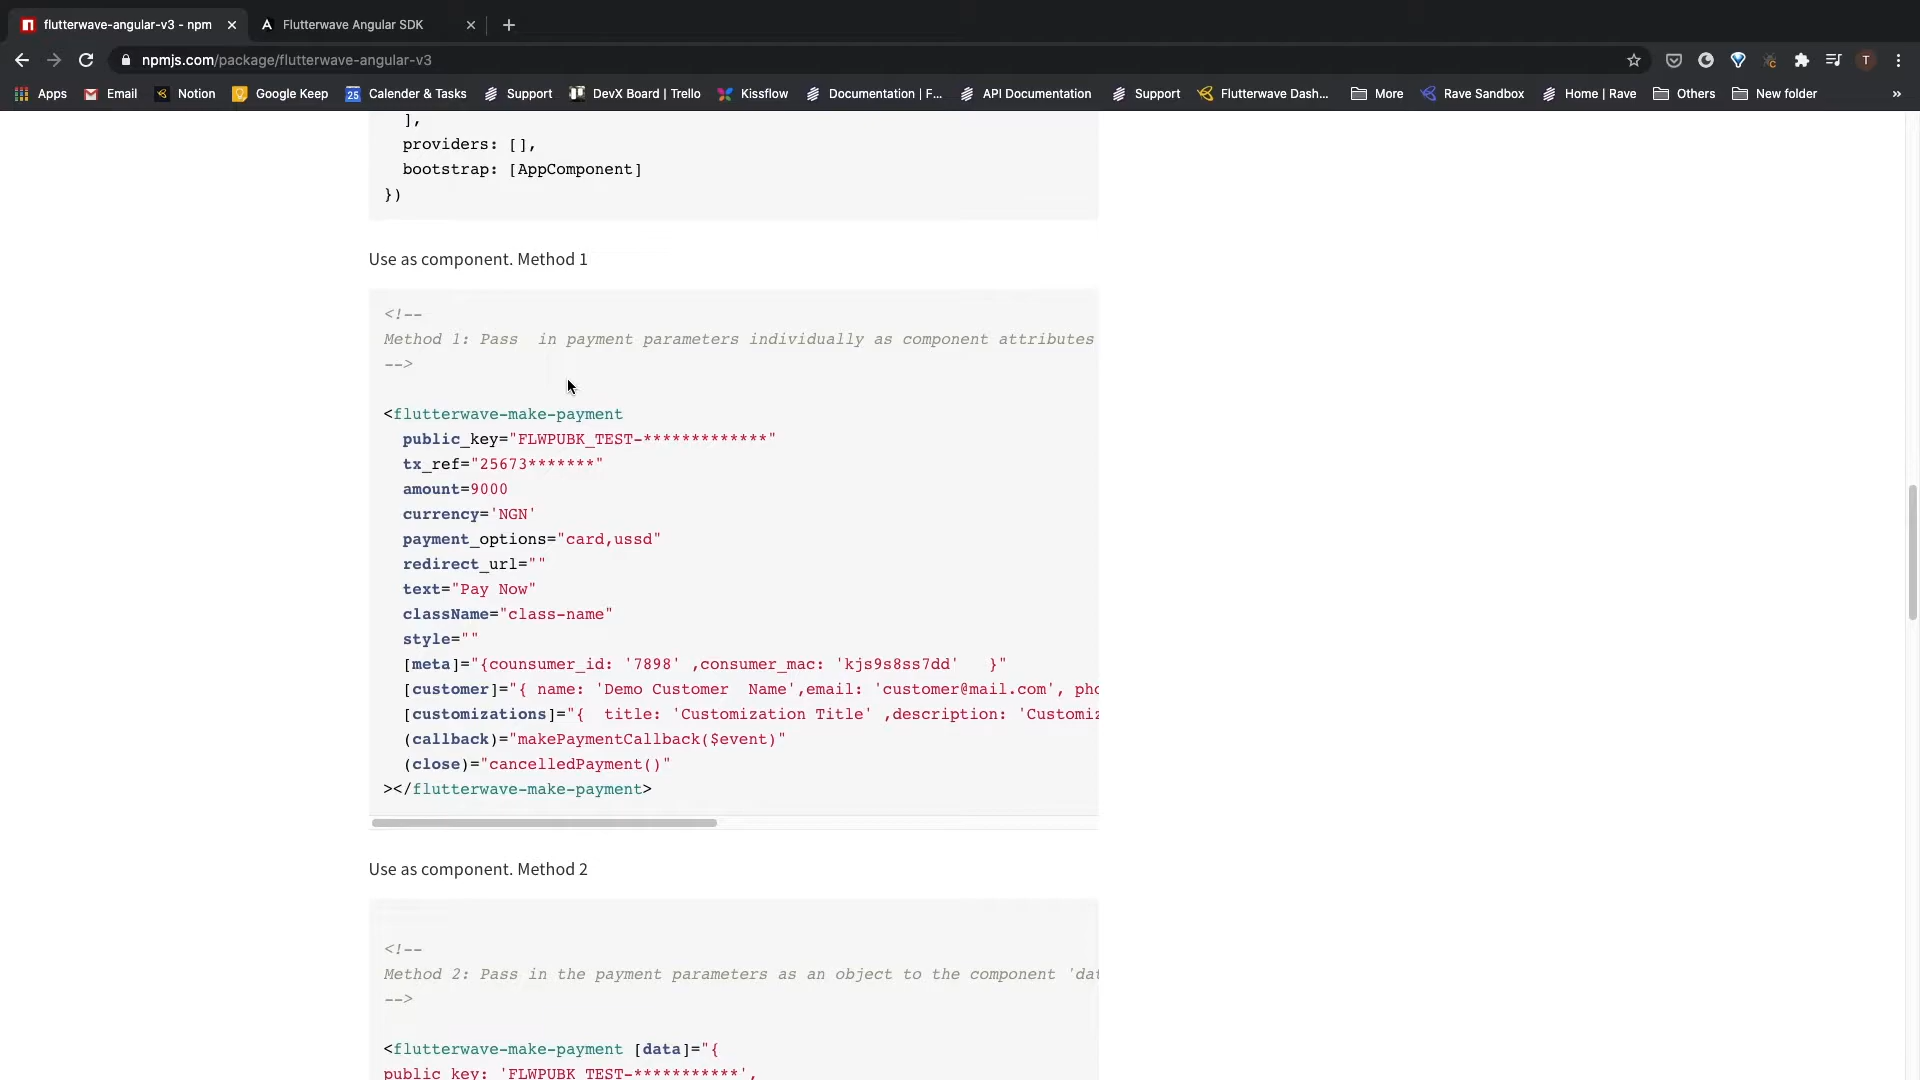 flutterwave-angular-v3 - npm
Flutterwave Angular SDK
npmjs.com/package/flutterwave-angular-v3
T
Apps
Email
Notion
Google Keep
25
Calender & Tasks
Support
DevX Board | Trello
Kissflow
Documentation | F...
API Documentation
Support
Flutterwave Dash...
More
Rave Sandbox
Home | Rave
Others
New folder
»
],
providers: [],
bootstrap: [AppComponent]
})
Use as component. Method 1
<!--
Method 1: Pass  in payment parameters individually as component attributes
-->
<flutterwave-make-payment
public_key="FLWPUBK_TEST-*************"
tx_ref="25673*******"
amount=9000
currency='NGN'
payment_options="card,ussd"
redirect_url=""
text="Pay Now"
className="class-name"
style=""
[meta]="{counsumer_id: '7898' ,consumer_mac: 'kjs9s8ss7dd'   }"
[customer]="{ name: 'Demo Customer  Name',email: 'customer@mail.com', pho
[customizations]="{  title: 'Customization Title' ,description: 'Customiz
(callback)="makePaymentCallback($event)"
(close)="cancelledPayment()"
></flutterwave-make-payment>
Use as component. Method 2
<!--
Method 2: Pass in the payment parameters as an object to the component 'dat
-->
<flutterwave-make-payment [data]="{
public_key: 'FLWPUBK_TEST-***********',